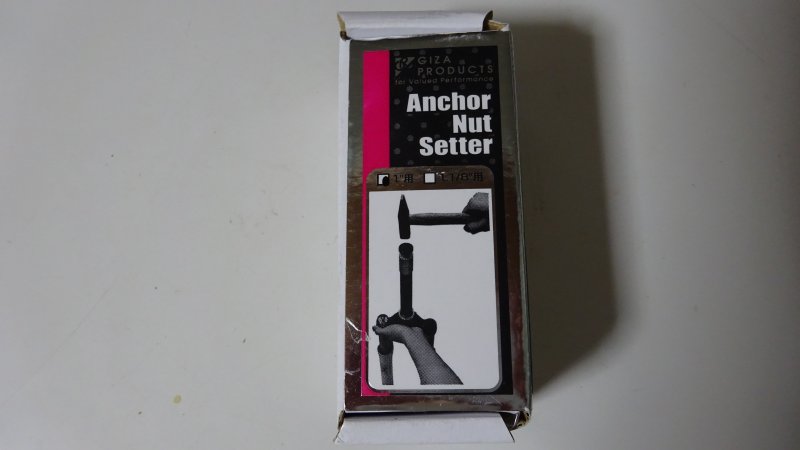 GIZA
PRODUCTS
for Valued Performance
Anchor
Nut
Setter
1"用 1.1/8"用